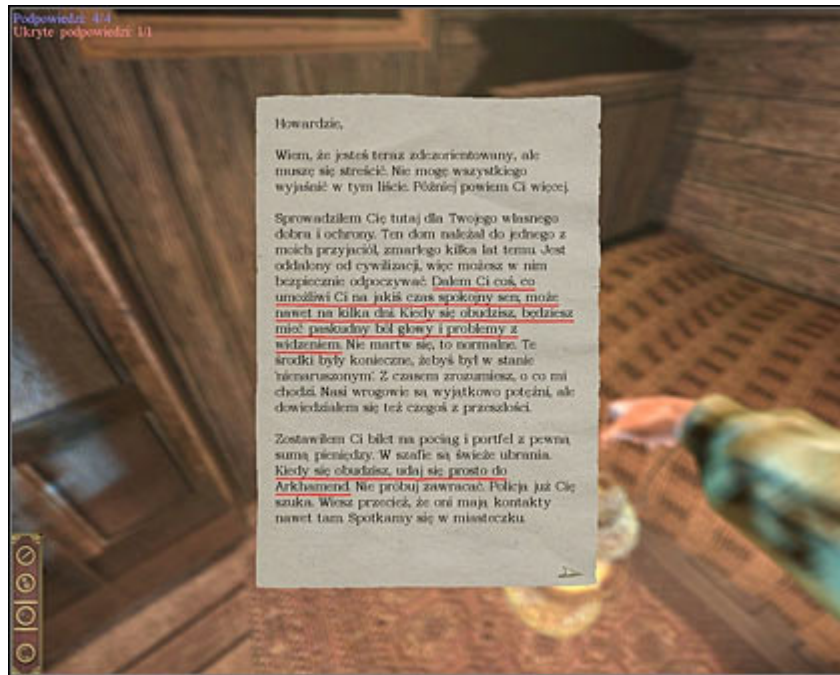 Podpowiedzi: 4/4
Ukryte podpowiedzi: 1/1
Howardzie,
Wiem, że jesteś teraz zdezorientowany, ale
muszę się streścić. Nie mogę wszystkiego
wyjaśnić w tym liście. Później powiem Ci więcej.
Sprowadziłem Cię tutaj dla Twojego własnego
dobra i ochrony. Ten dom należał do jednego z
moich przyjaciół, zmarłego kilka lat temu. Jest
oddalony od cywilizacji, więc możesz w nim
bezpiecznie odpoczywać. Dałem Ci coś, co
umożliwi Ci na jakiś czas spokojny sen, może
nawet na kilka dni. Kiedy się obudzisz, będziesz
mieć paskudny ból głowy i problemy z
widzeniem. Nie martw się, to normalne. Te
środki były konieczne, żebyś był w stanie
'nienaruszonym'. Z czasem zrozumiesz, o co mi
chodzi. Nasi wrogowie są wyjątkowo potężni, ale
dowiedziałem się też czegoś z przeszłości.
Zostawiłem Ci bilet na pociąg i portfel z pewną
sumą pieniędzy. W szafie są świeże ubrania.
Kiedy się obudzisz, udaj się prosto do
Arkhamend. Nie próbuj zawracać. Policja już Cię
szuka. Wiesz przecież, że oni mają kontakty
nawet tam. Spotkamy się w miasteczku.